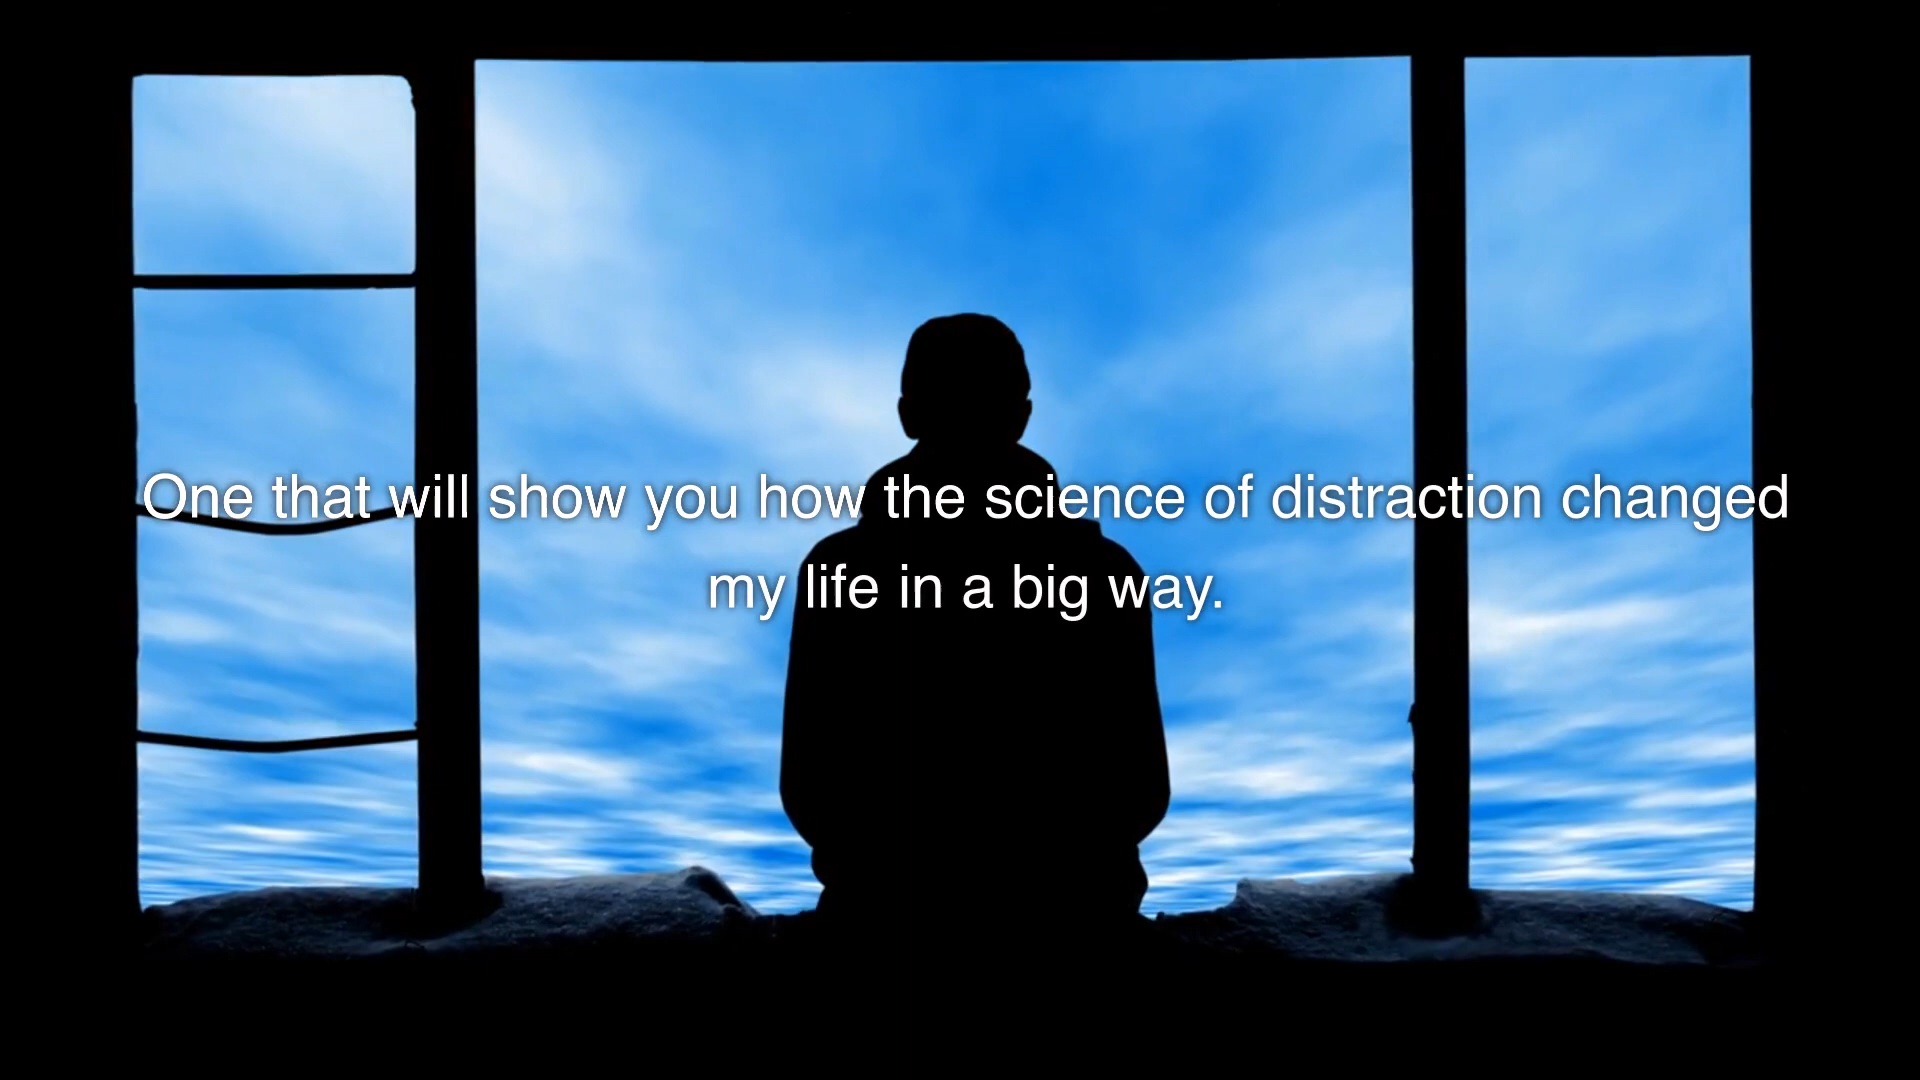 One that will show you how the science of distraction changed
my life in a big way.